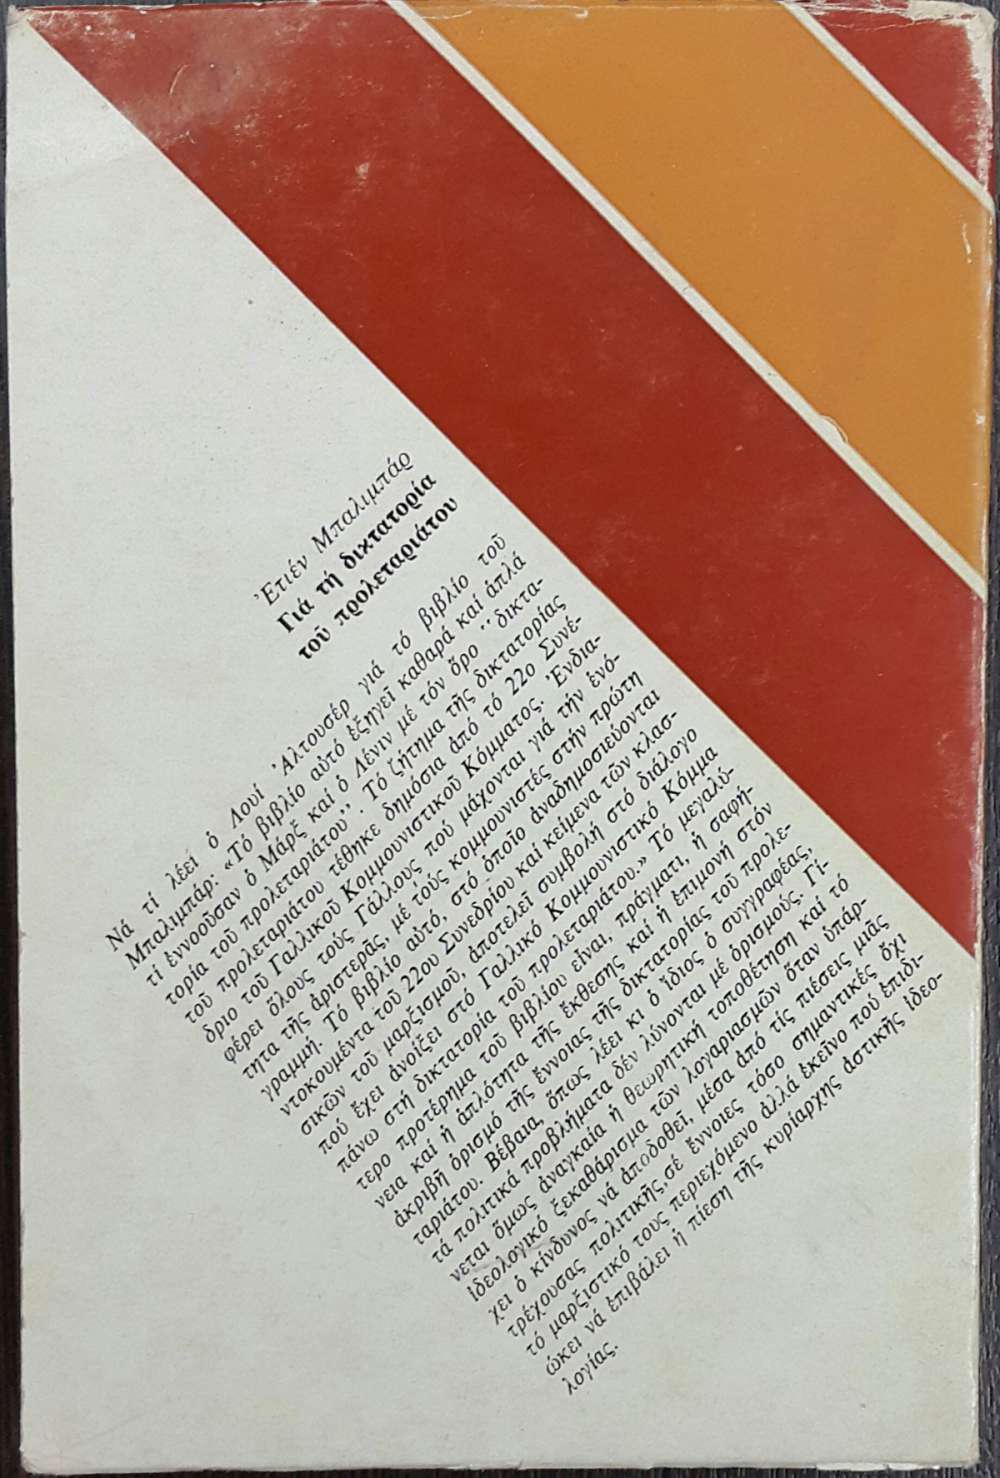 Ἐτιέν Μπαλιμπάρ
Γιά τή δικτατορία
τοῦ προλεταριάτου
Νά τί λέει ὁ Λουί Ἀλτουσέρ γιά τό βιβλίο τοῦ
Μπαλιμπάρ: «Τό βιβλίο αὐτό ἐξηγεῖ καθαρά καί ἁπλά
τί ἐννοοῦσαν ὁ Μάρξ καί ὁ Λένιν μέ τόν ὅρο ''δικτα-
τορία τοῦ προλεταριάτου''. Τό ζήτημα τῆς δικτατορίας
τοῦ προλεταριάτου τέθηκε δημόσια ἀπό τό 22ο Συνέ-
δριο τοῦ Γαλλικοῦ Κομμουνιστικοῦ Κόμματος. Ἐνδια-
φέρει ὅλους τούς Γάλλους πού μάχονται γιά τήν ἑνό-
τητα τῆς ἀριστερᾶς, μέ τούς κομμουνιστές στήν πρώτη
γραμμή. Τό βιβλίο αὐτό, στό ὁποῖο ἀναδημοσιεύονται
ντοκουμέντα τοῦ 22ου Συνεδρίου καί κείμενα τῶν κλασ-
σικῶν τοῦ μαρξισμοῦ, ἀποτελεῖ συμβολή στό διάλογο
πού ἔχει ἀνοίξει στό Γαλλικό Κομμουνιστικό Κόμμα
πάνω στή δικτατορία τοῦ προλεταριάτου.» Τό μεγαλύ-
τερο προτέρημα τοῦ βιβλίου εἶναι, πράγματι, ἡ σαφή-
νεια καί ἡ ἁπλότητα τῆς ἔκθεσης καί ἡ ἐπιμονή στόν
ἀκριβῆ ὁρισμό τῆς ἔννοιας τῆς δικτατορίας τοῦ προλε-
ταριάτου. Βέβαια, ὅπως λέει κι ὁ ἴδιος ὁ συγγραφέας,
τά πολιτικά προβλήματα δέν λύνονται μέ ὁρισμούς. Γί-
νεται ὅμως ἀναγκαία ἡ θεωρητική τοποθέτηση καί τό
ἰδεολογικό ξεκαθάρισμα τῶν λογαριασμῶν ὅταν ὑπάρ-
χει ὁ κίνδυνος νά ἀποδοθεῖ, μέσα ἀπό τίς πιέσεις μιᾶς
τρέχουσας πολιτικῆς, σέ ἔννοιες τόσο σημαντικές ὄχι
τό μαρξιστικό τους περιεχόμενο ἀλλά ἐκεῖνο πού ἐπιδι-
ώκει νά ἐπιβάλει ἡ πίεση τῆς κυρίαρχης ἀστικῆς ἰδεο-
λογίας.